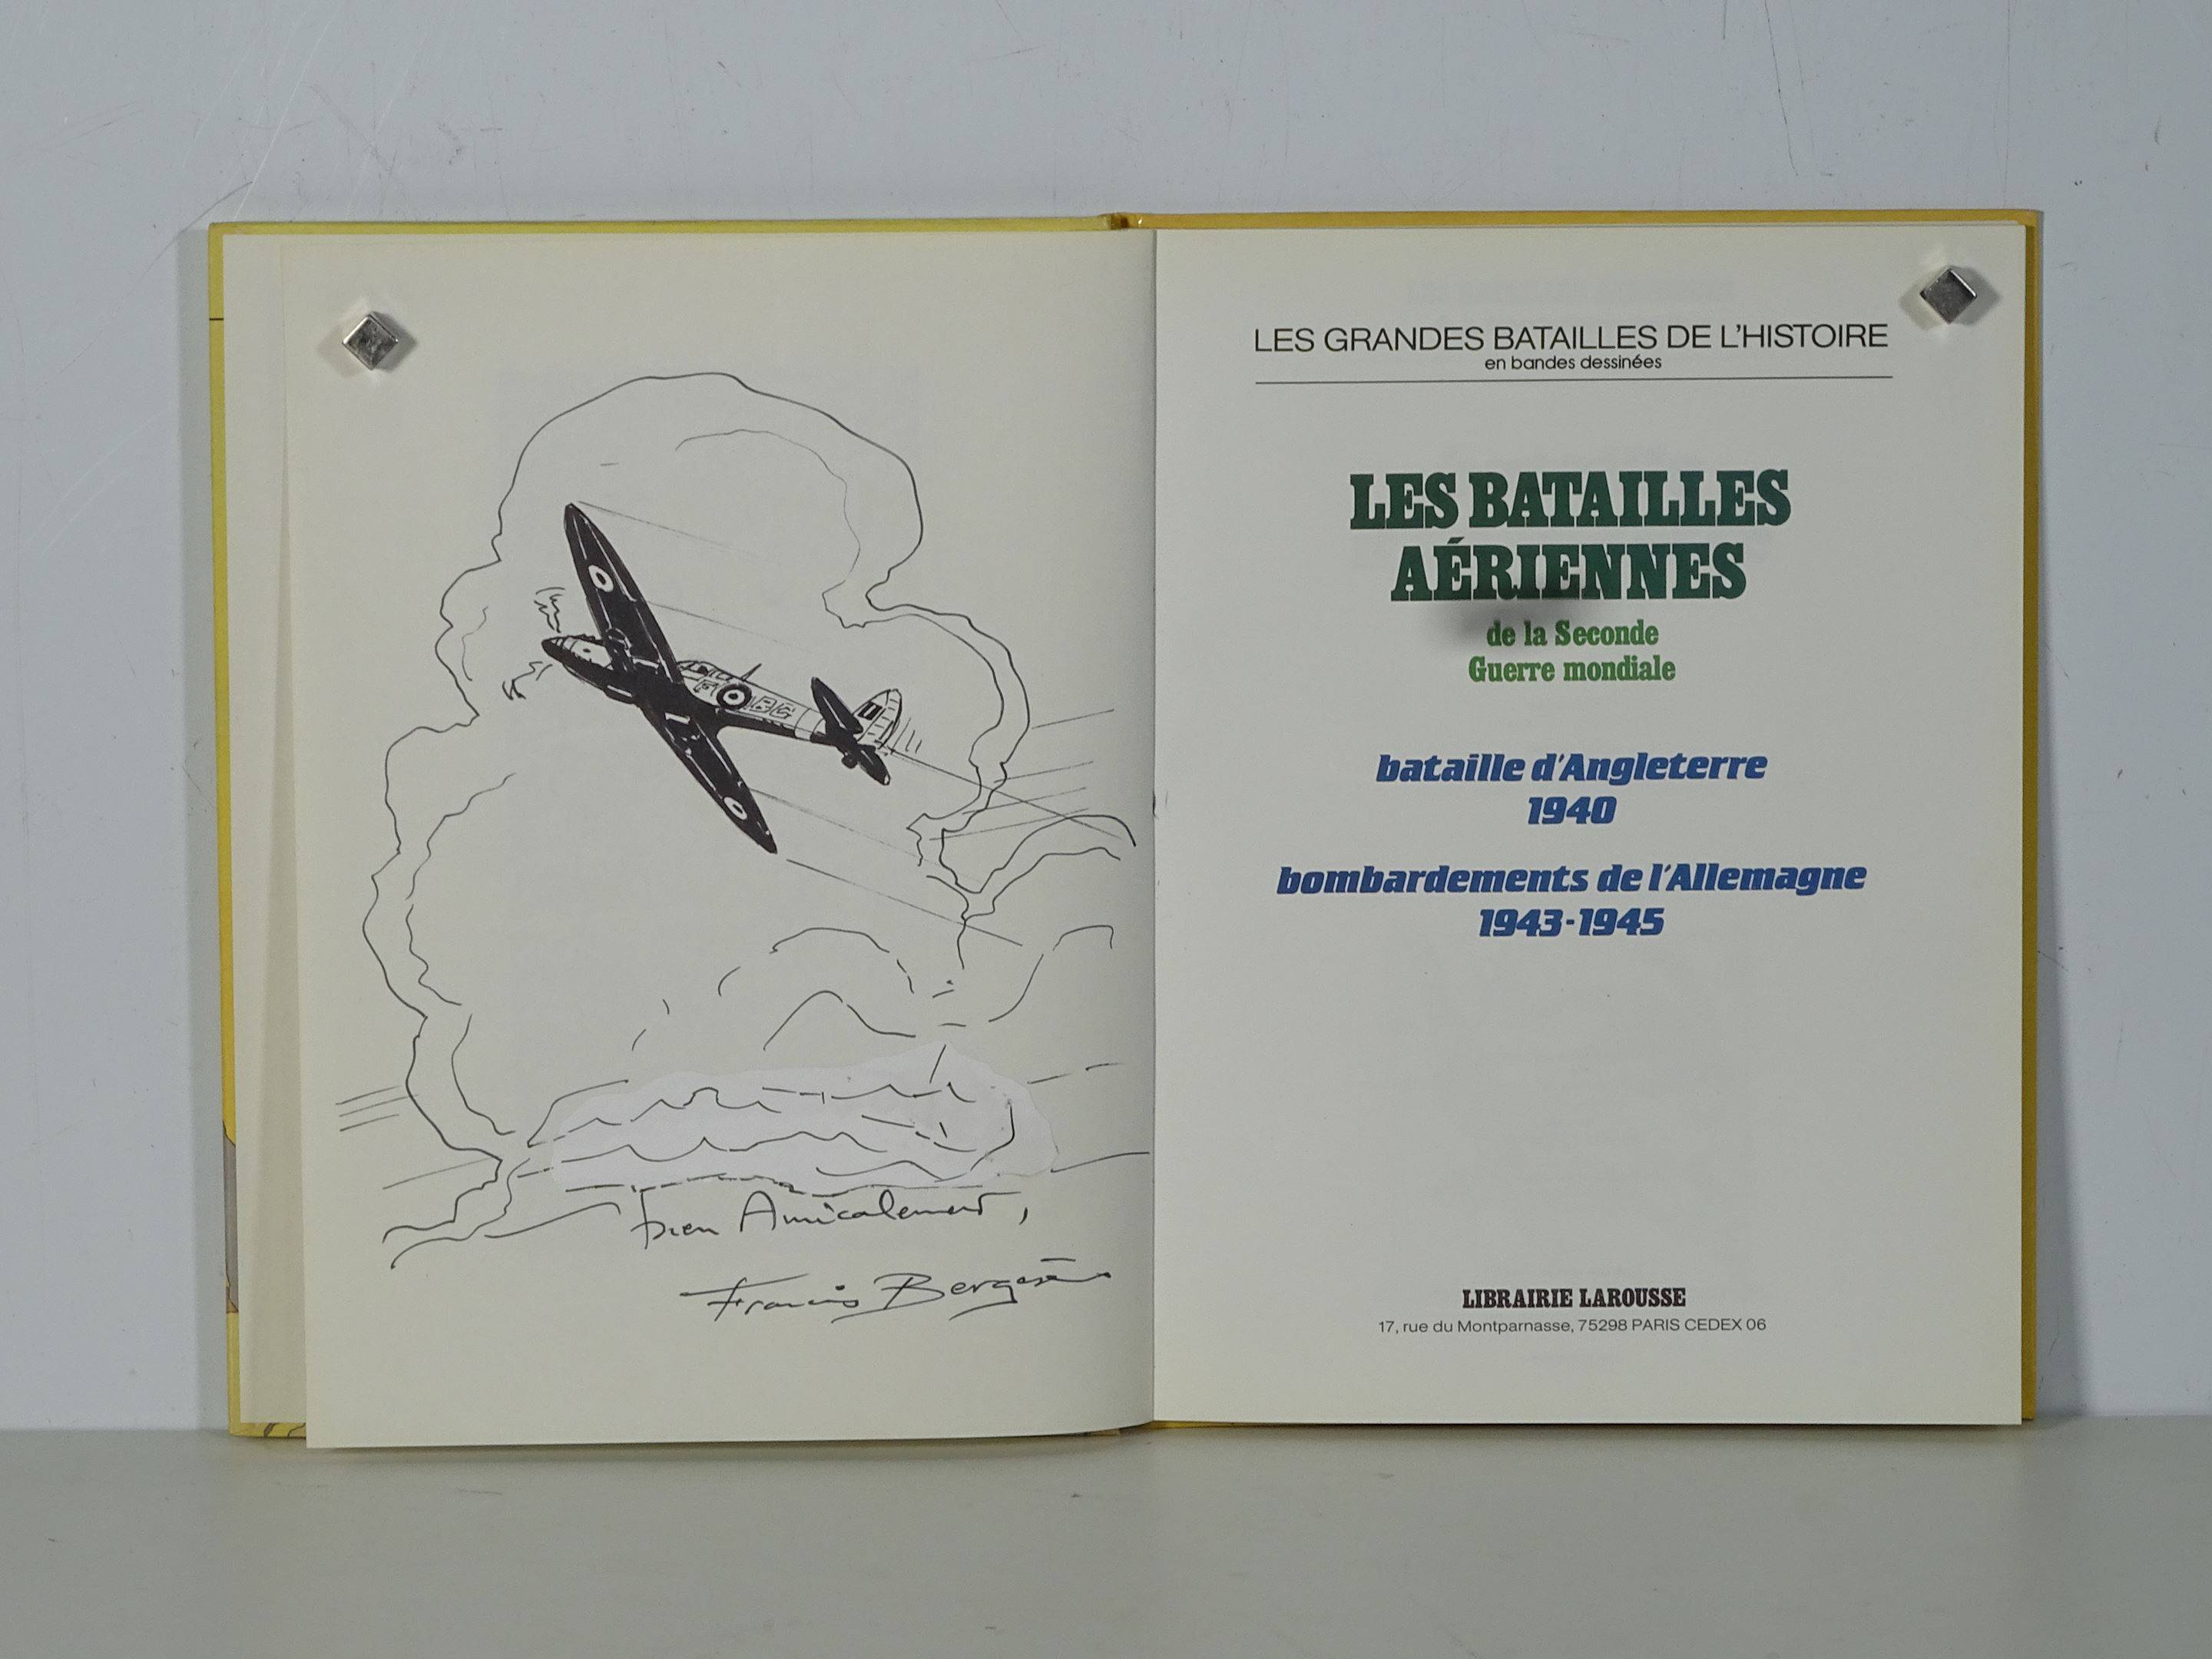 bien Amicalement,
Francis Bergèse
LES GRANDES BATAILLES DE L'HISTOIRE
en bandes dessinées
LES BATAILLES
AÉRIENNES
de la Seconde
Guerre mondiale
bataille d'Angleterre
1940
bombardements de l'Allemagne
1943-1945
LIBRAIRIE LAROUSSE
17, rue du Montparnasse, 75298 PARIS CEDEX 06